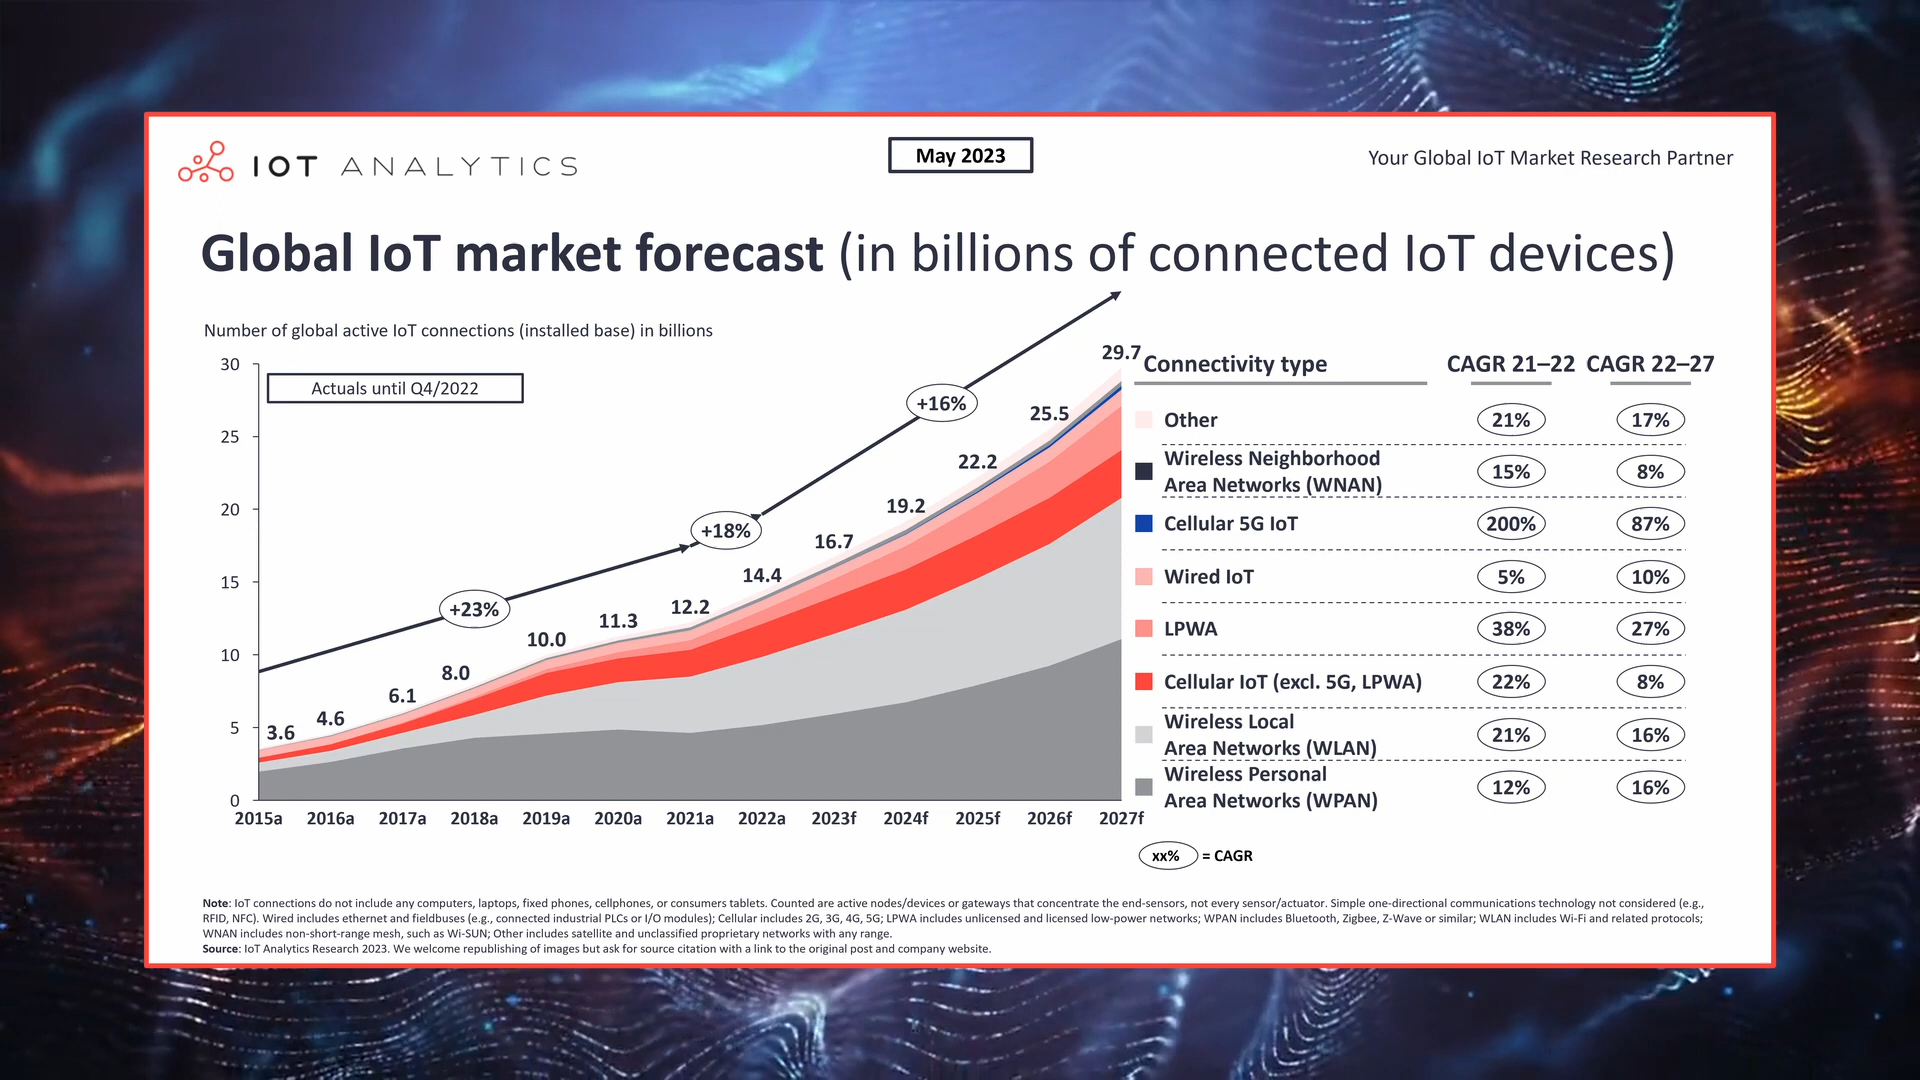 IOT ANALYTICS
May 2023
Your Global IoT Market Research Partner
Global IoT market forecast (in billions of connected IoT devices)
Number of global active IoT connections (installed base) in billions
Actuals until Q4/2022
30
25
20
15
10
5
0
3.6
4.6
6.1
8.0
10.0
11.3
12.2
14.4
16.7
19.2
22.2
25.5
29.7
+23%
+18%
+16%
2015a 2016a 2017a 2018a 2019a 2020a 2021a 2022a 2023f 2024f 2025f 2026f 2027f
Connectivity type CAGR 21–22 CAGR 22–27
Other 21% 17%
Wireless Neighborhood
Area Networks (WNAN) 15% 8%
Cellular 5G IoT 200% 87%
Wired IoT 5% 10%
LPWA 38% 27%
Cellular IoT (excl. 5G, LPWA) 22% 8%
Wireless Local
Area Networks (WLAN) 21% 16%
Wireless Personal
Area Networks (WPAN) 12% 16%
xx% = CAGR
Note: IoT connections do not include any computers, laptops, fixed phones, cellphones, or consumers tablets. Counted are active nodes/devices or gateways that concentrate the end-sensors, not every sensor/actuator. Simple one-directional communications technology not considered (e.g.,
RFID, NFC). Wired includes ethernet and fieldbuses (e.g., connected industrial PLCs or I/O modules); Cellular includes 2G, 3G, 4G, 5G; LPWA includes unlicensed and licensed low-power networks; WPAN includes Bluetooth, Zigbee, Z-Wave or similar; WLAN includes Wi-Fi and related protocols;
WNAN includes non-short-range mesh, such as Wi-SUN; Other includes satellite and unclassified proprietary networks with any range.
Source: IoT Analytics Research 2023. We welcome republishing of images but ask for source citation with a link to the original post and company website.